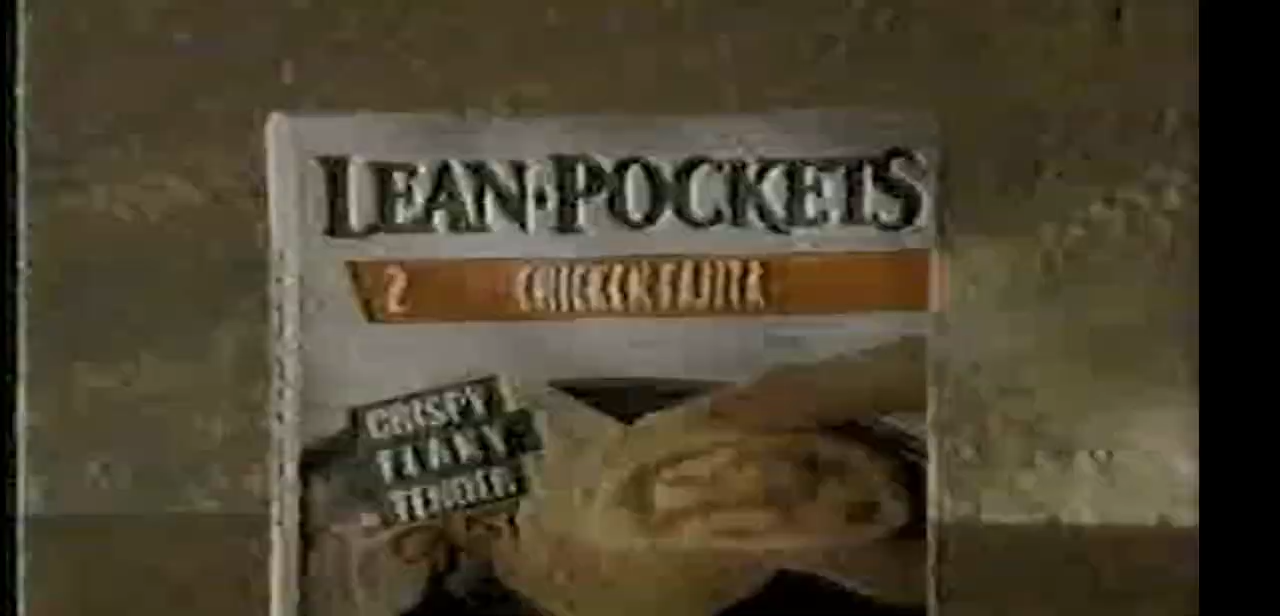 LEAN·POCKETS
2 CHICKEN FAJITA
CRISPY
FLAKY
TENDER